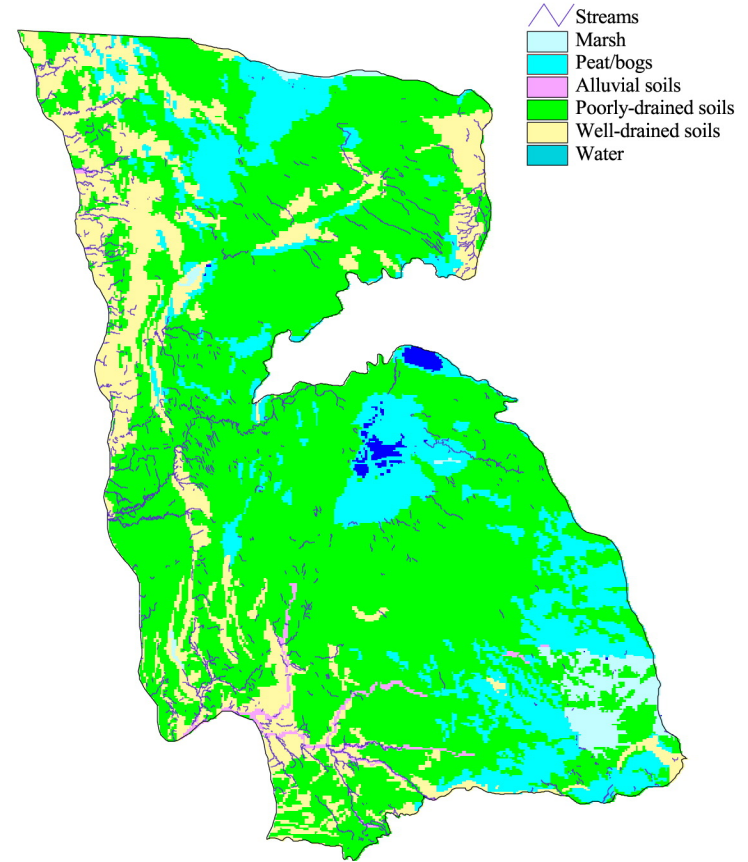 Streams
Marsh
Peat/bogs
Alluvial soils
Poorly-drained soils
Well-drained soils
Water